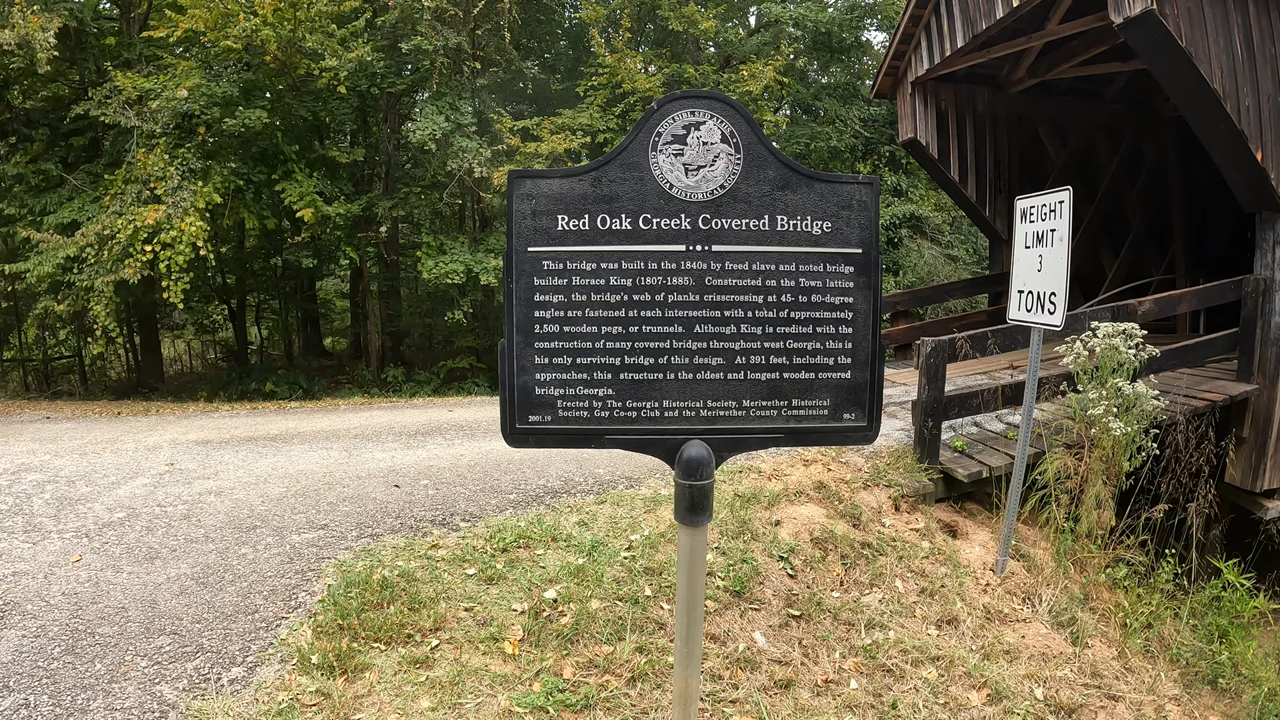 NON SIBI, SED ALIIS
GEORGIA HISTORICAL SOCIETY
Red Oak Creek Covered Bridge
This bridge was built in the 1840s by freed slave and noted bridge
builder Horace King (1807-1885). Constructed on the Town lattice
design, the bridge's web of planks crisscrossing at 45- to 60-degree
angles are fastened at each intersection with a total of approximately
2,500 wooden pegs, or trunnels. Although King is credited with the
construction of many covered bridges throughout west Georgia, this is
his only surviving bridge of this design. At 391 feet, including the
approaches, this structure is the oldest and longest wooden covered
bridge in Georgia.
Erected by The Georgia Historical Society, Meriwether Historical
Society, Gay Co-op Club and the Meriwether County Commission
2001.19 99-2
WEIGHT
LIMIT
3
TONS